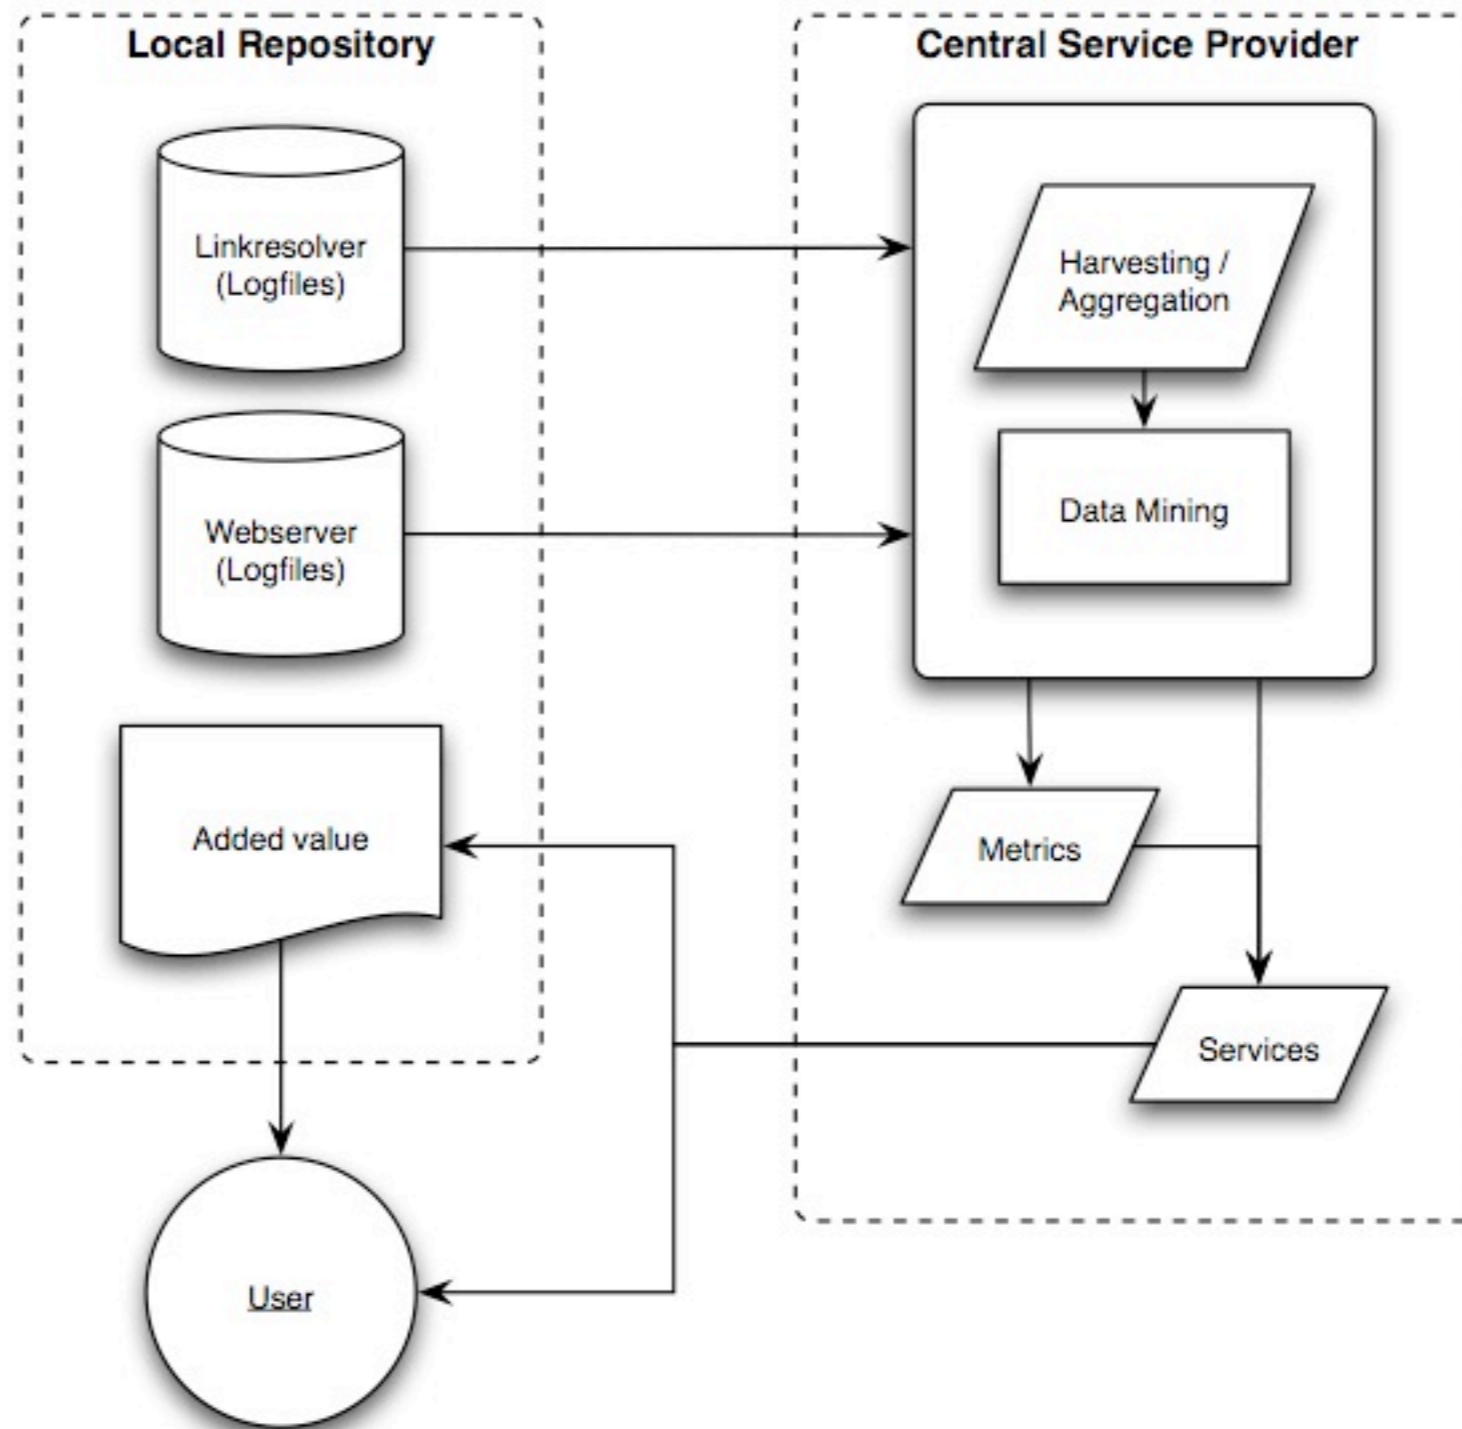 Local Repository
Central Service Provider
Linkresolver
(Logfiles)
Harvesting /
Aggregation
Webserver
(Logfiles)
Data Mining
Added value
Metrics
Services
User